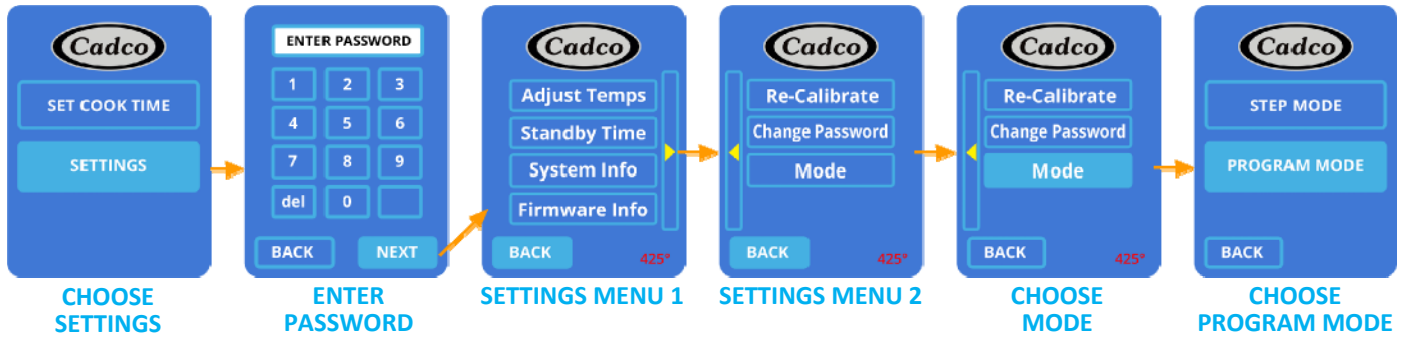 Cadco
SET COOK TIME
SETTINGS
CHOOSE
SETTINGS
ENTER PASSWORD
1 2 3
4 5 6
7 8 9
del 0
BACK NEXT
ENTER
PASSWORD
Cadco
Adjust Temps
Standby Time
System Info
Firmware Info
BACK 425°
SETTINGS MENU 1
Cadco
Re-Calibrate
Change Password
Mode
BACK 425°
SETTINGS MENU 2
Cadco
Re-Calibrate
Change Password
Mode
BACK 425°
CHOOSE
MODE
Cadco
STEP MODE
PROGRAM MODE
BACK
CHOOSE
PROGRAM MODE